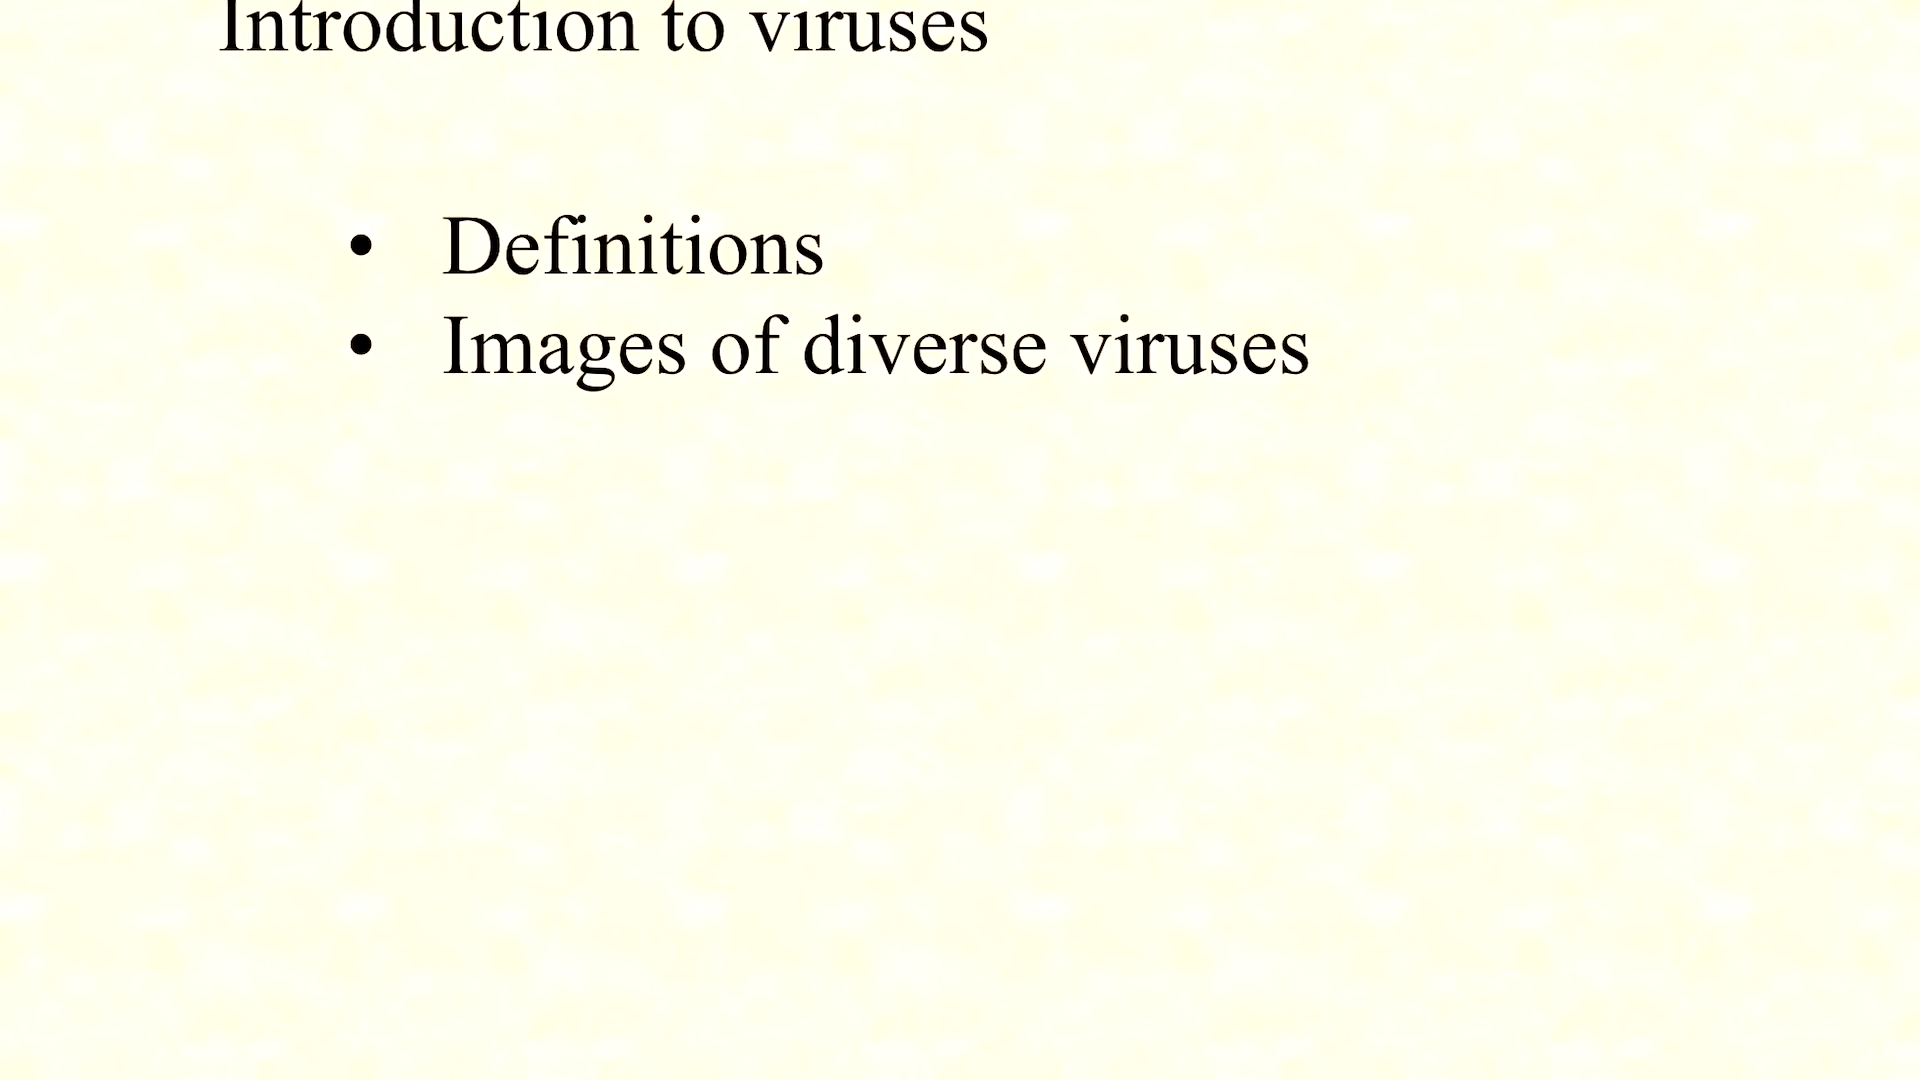 Introduction to viruses
• Definitions
• Images of diverse viruses